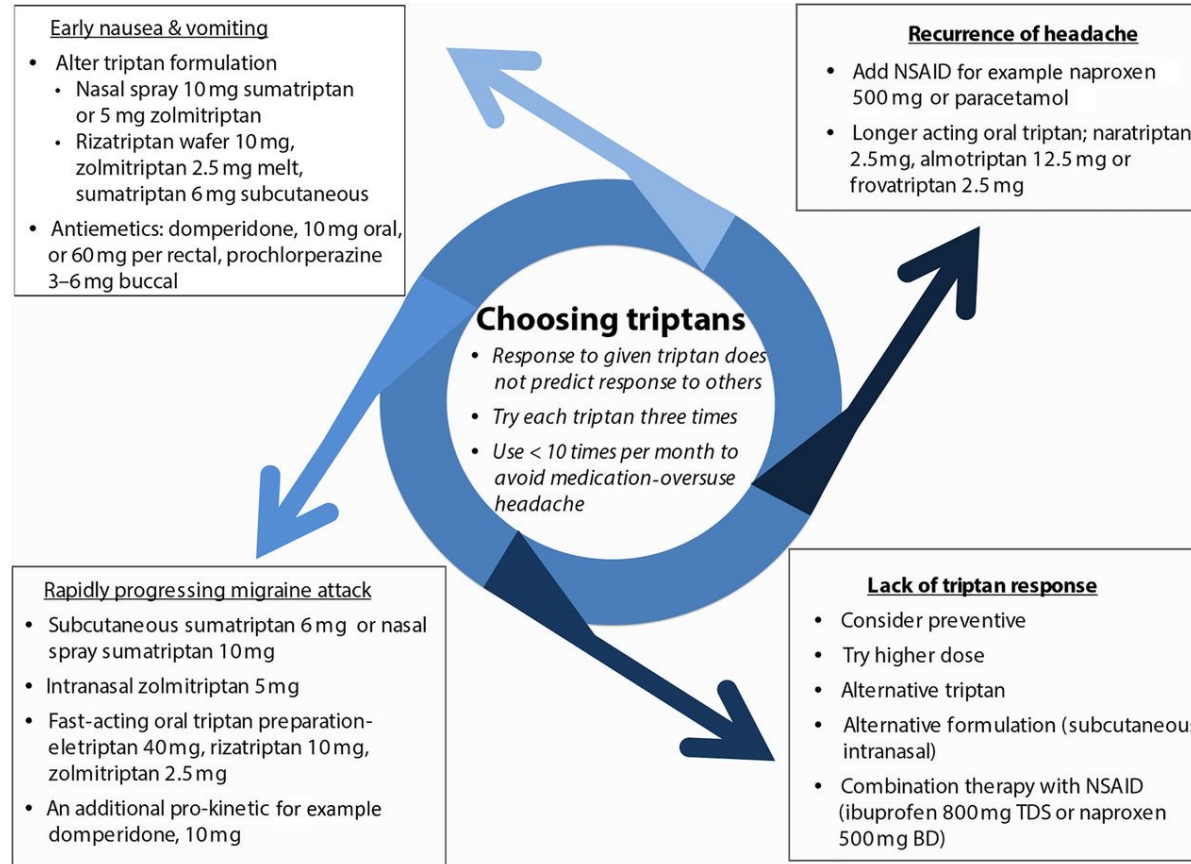 Early nausea & vomiting
• Alter triptan formulation
• Nasal spray 10 mg sumatriptan
or 5 mg zolmitriptan
• Rizatriptan wafer 10 mg,
zolmitriptan 2.5 mg melt,
sumatriptan 6 mg subcutaneous
• Antiemetics: domperidone, 10 mg oral,
or 60 mg per rectal, prochlorperazine
3–6 mg buccal
Recurrence of headache
• Add NSAID for example naproxen
500 mg or paracetamol
• Longer acting oral triptan; naratriptan
2.5mg, almotriptan 12.5 mg or
frovatriptan 2.5 mg
Choosing triptans
• Response to given triptan does
not predict response to others
• Try each triptan three times
• Use < 10 times per month to
avoid medication-oversuse
headache
Rapidly progressing migraine attack
• Subcutaneous sumatriptan 6 mg or nasal
spray sumatriptan 10 mg
• Intranasal zolmitriptan 5 mg
• Fast-acting oral triptan preparation-
eletriptan 40 mg, rizatriptan 10 mg,
zolmitriptan 2.5 mg
• An additional pro-kinetic for example
domperidone, 10 mg
Lack of triptan response
• Consider preventive
• Try higher dose
• Alternative triptan
• Alternative formulation (subcutaneous
intranasal)
• Combination therapy with NSAID
(ibuprofen 800 mg TDS or naproxen
500 mg BD)